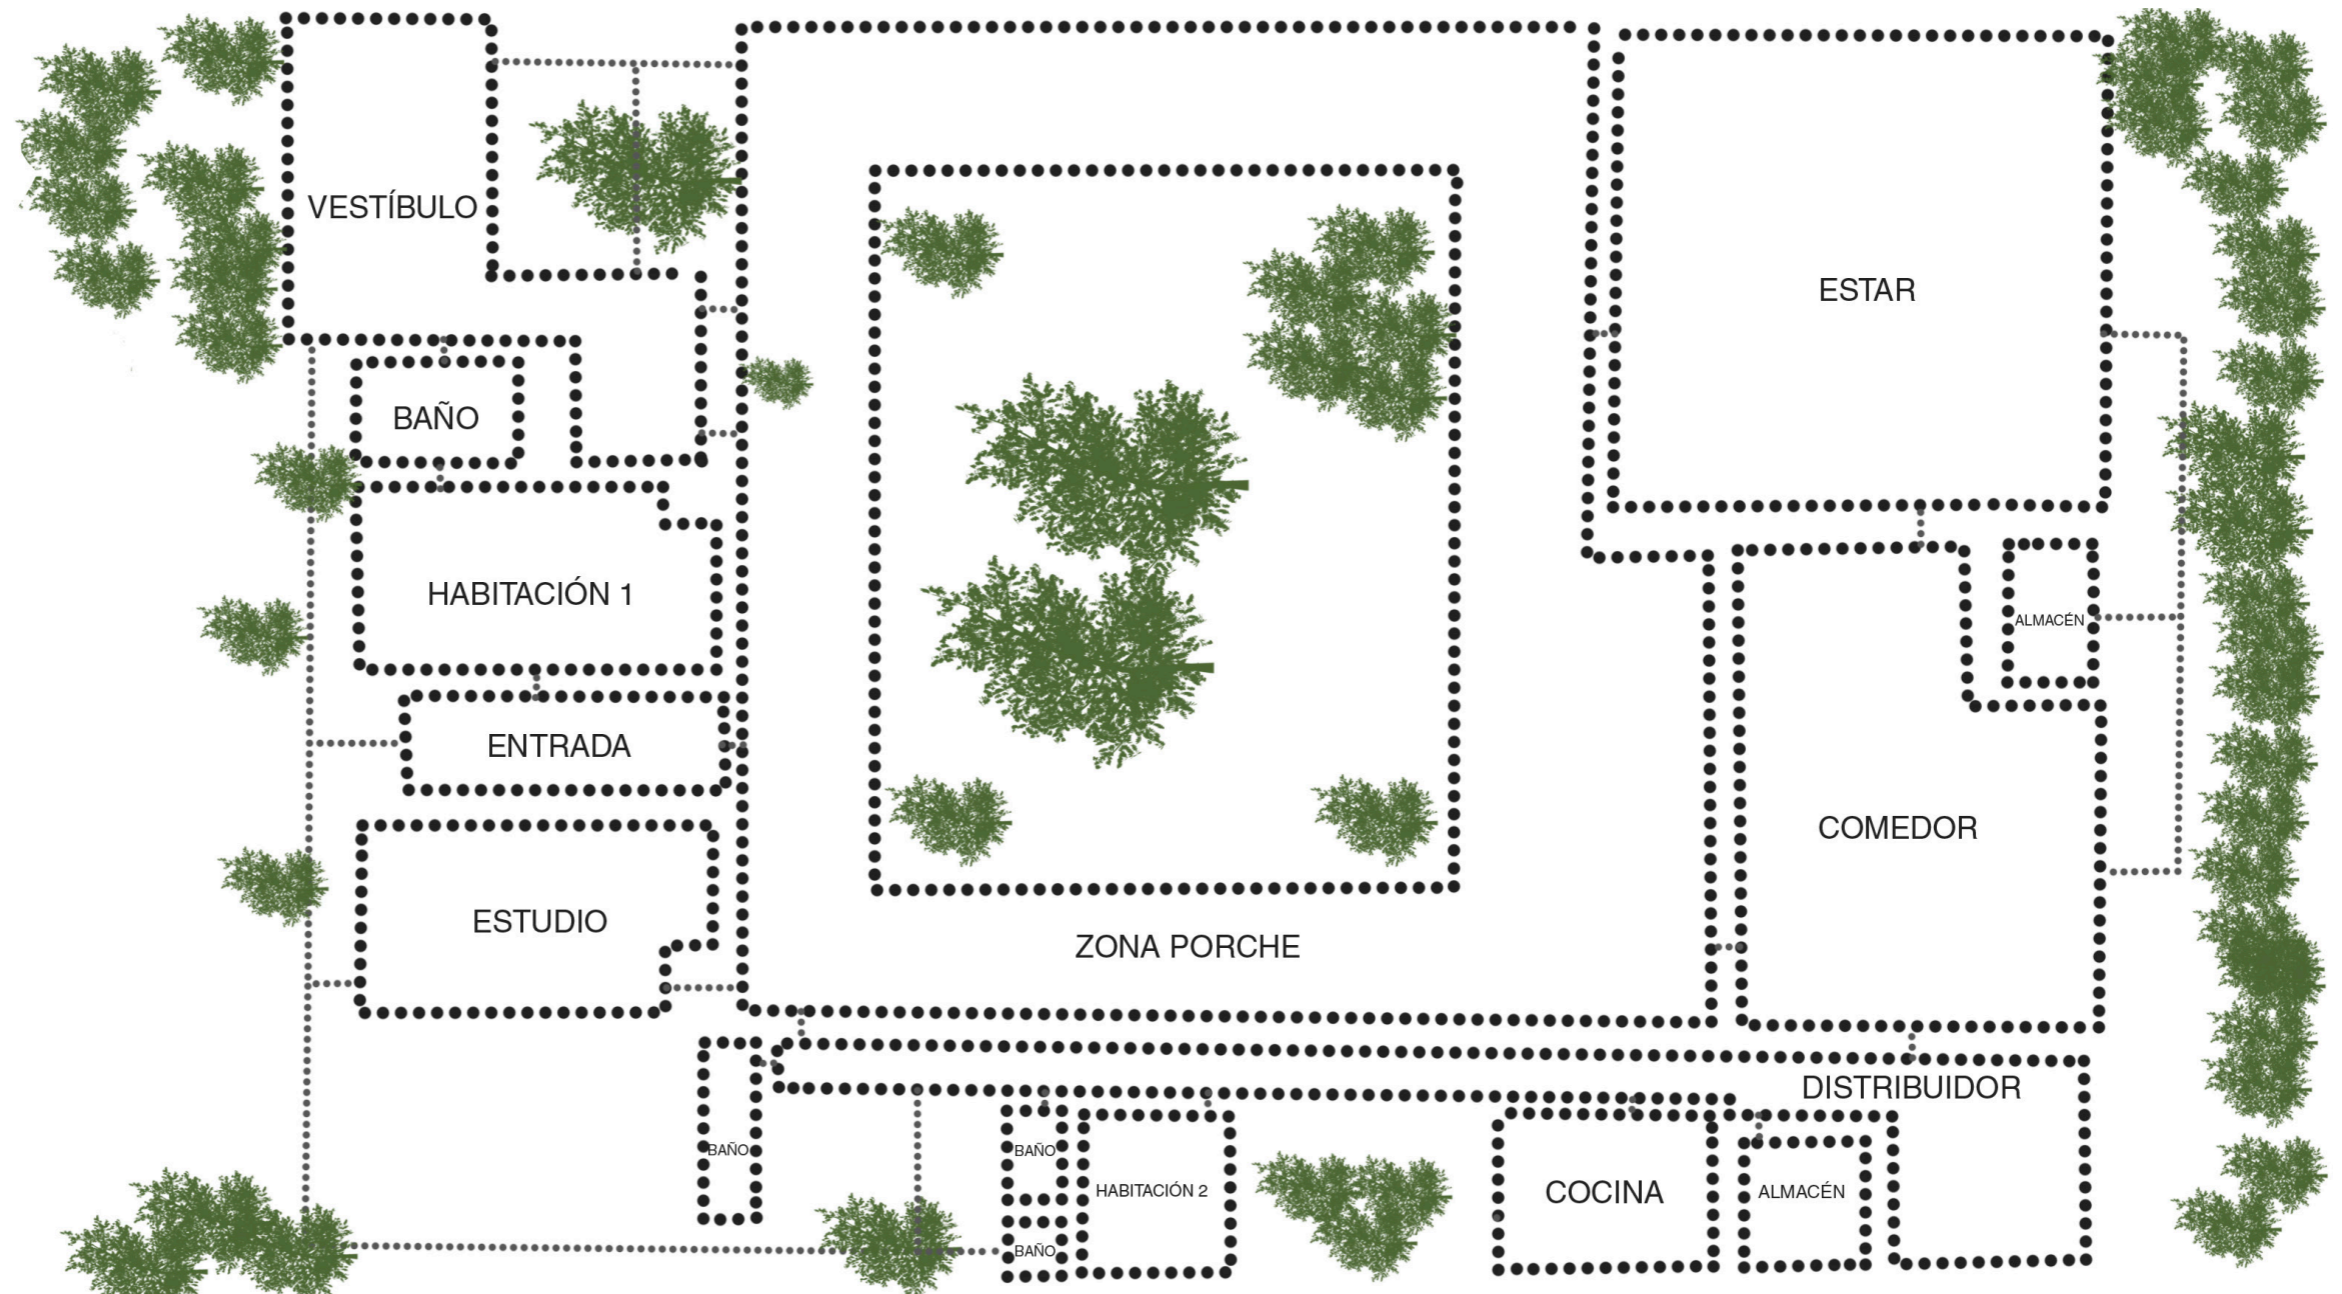 VESTÍBULO
ESTAR
BAÑO
HABITACIÓN 1
ALMACÉN
ENTRADA
COMEDOR
ESTUDIO
ZONA PORCHE
DISTRIBUIDOR
BAÑO
BAÑO
HABITACIÓN 2
COCINA
ALMACÉN
BAÑO